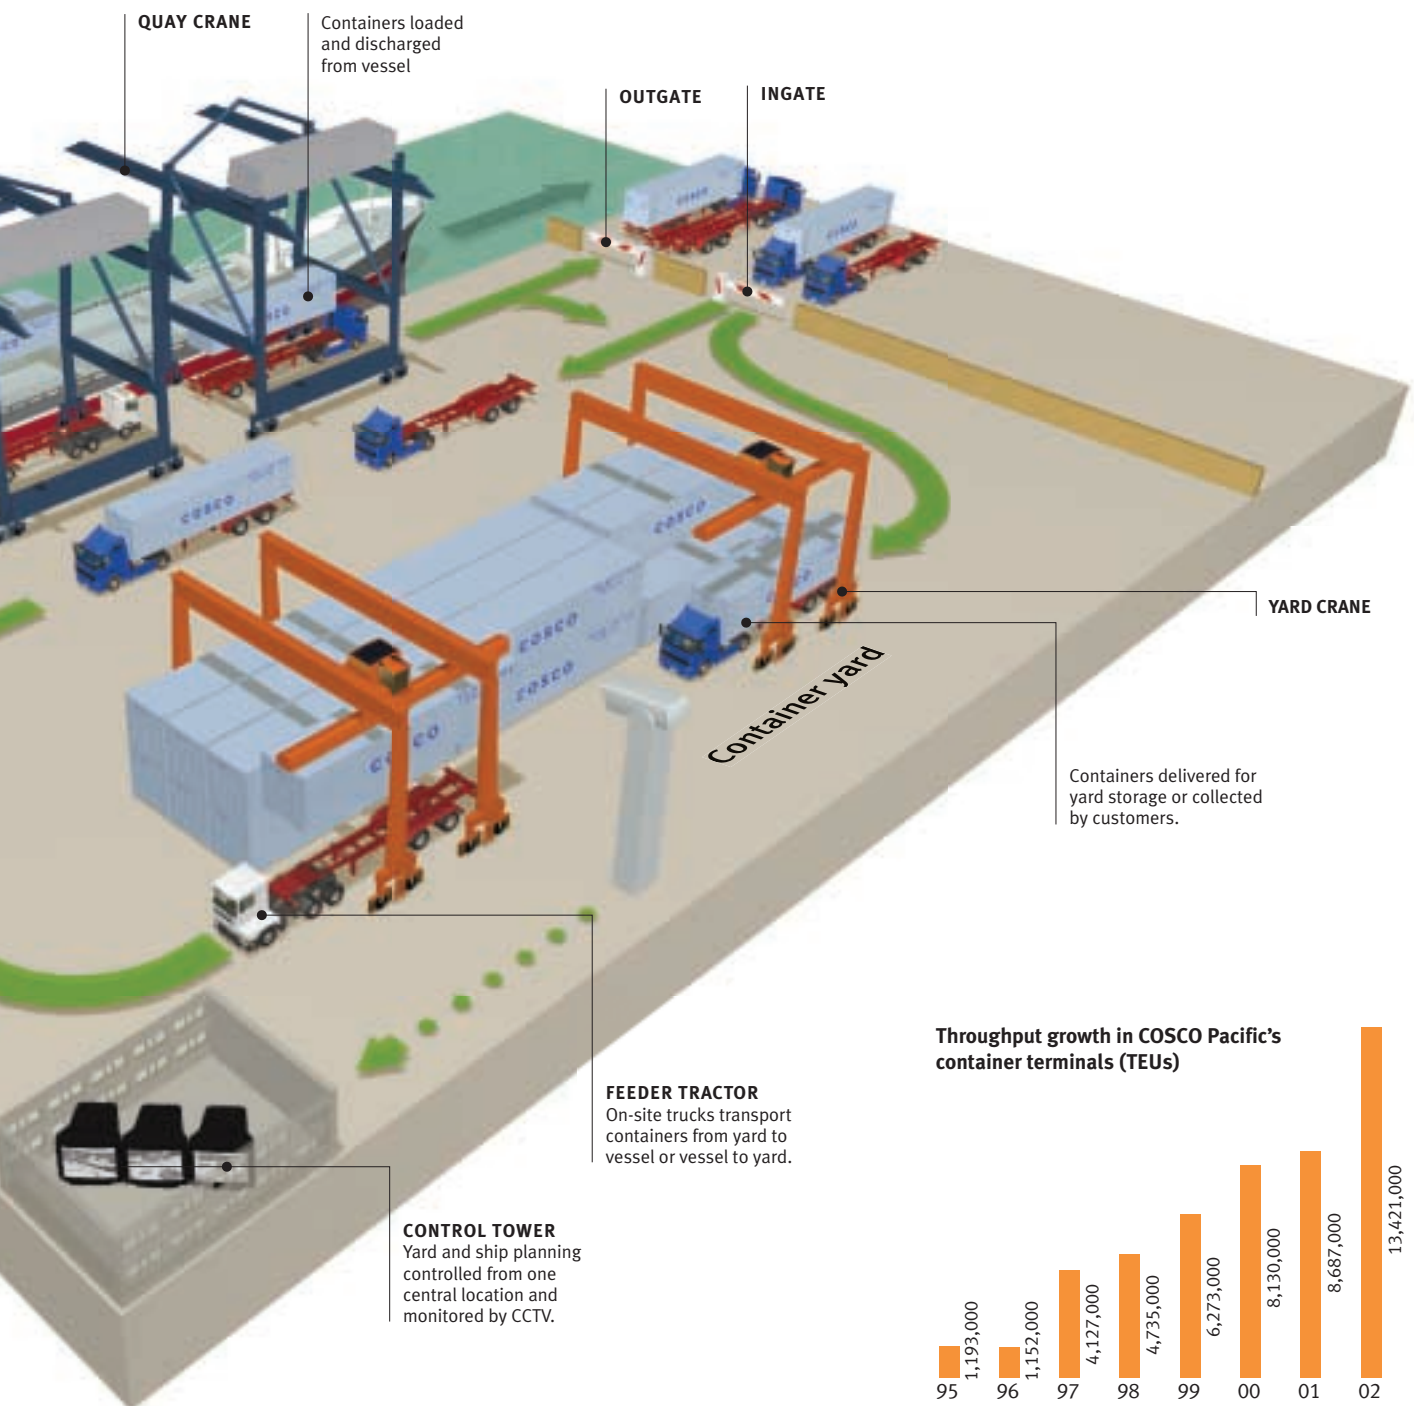 QUAY CRANE
Containers loaded
and discharged
from vessel
OUTGATE
INGATE
COSCO
COSCO
COSCO
COSCO
COSCO
COSCO
COSCO
YARD CRANE
Container yard
Containers delivered for
yard storage or collected
by customers.
FEEDER TRACTOR
On-site trucks transport
containers from yard to
vessel or vessel to yard.
CONTROL TOWER
Yard and ship planning
controlled from one
central location and
monitored by CCTV.
Throughput growth in COSCO Pacific’s
container terminals (TEUs)
1,193,000
1,152,000
4,127,000
4,735,000
6,273,000
8,130,000
8,687,000
13,421,000
95 96 97 98 99 00 01 02